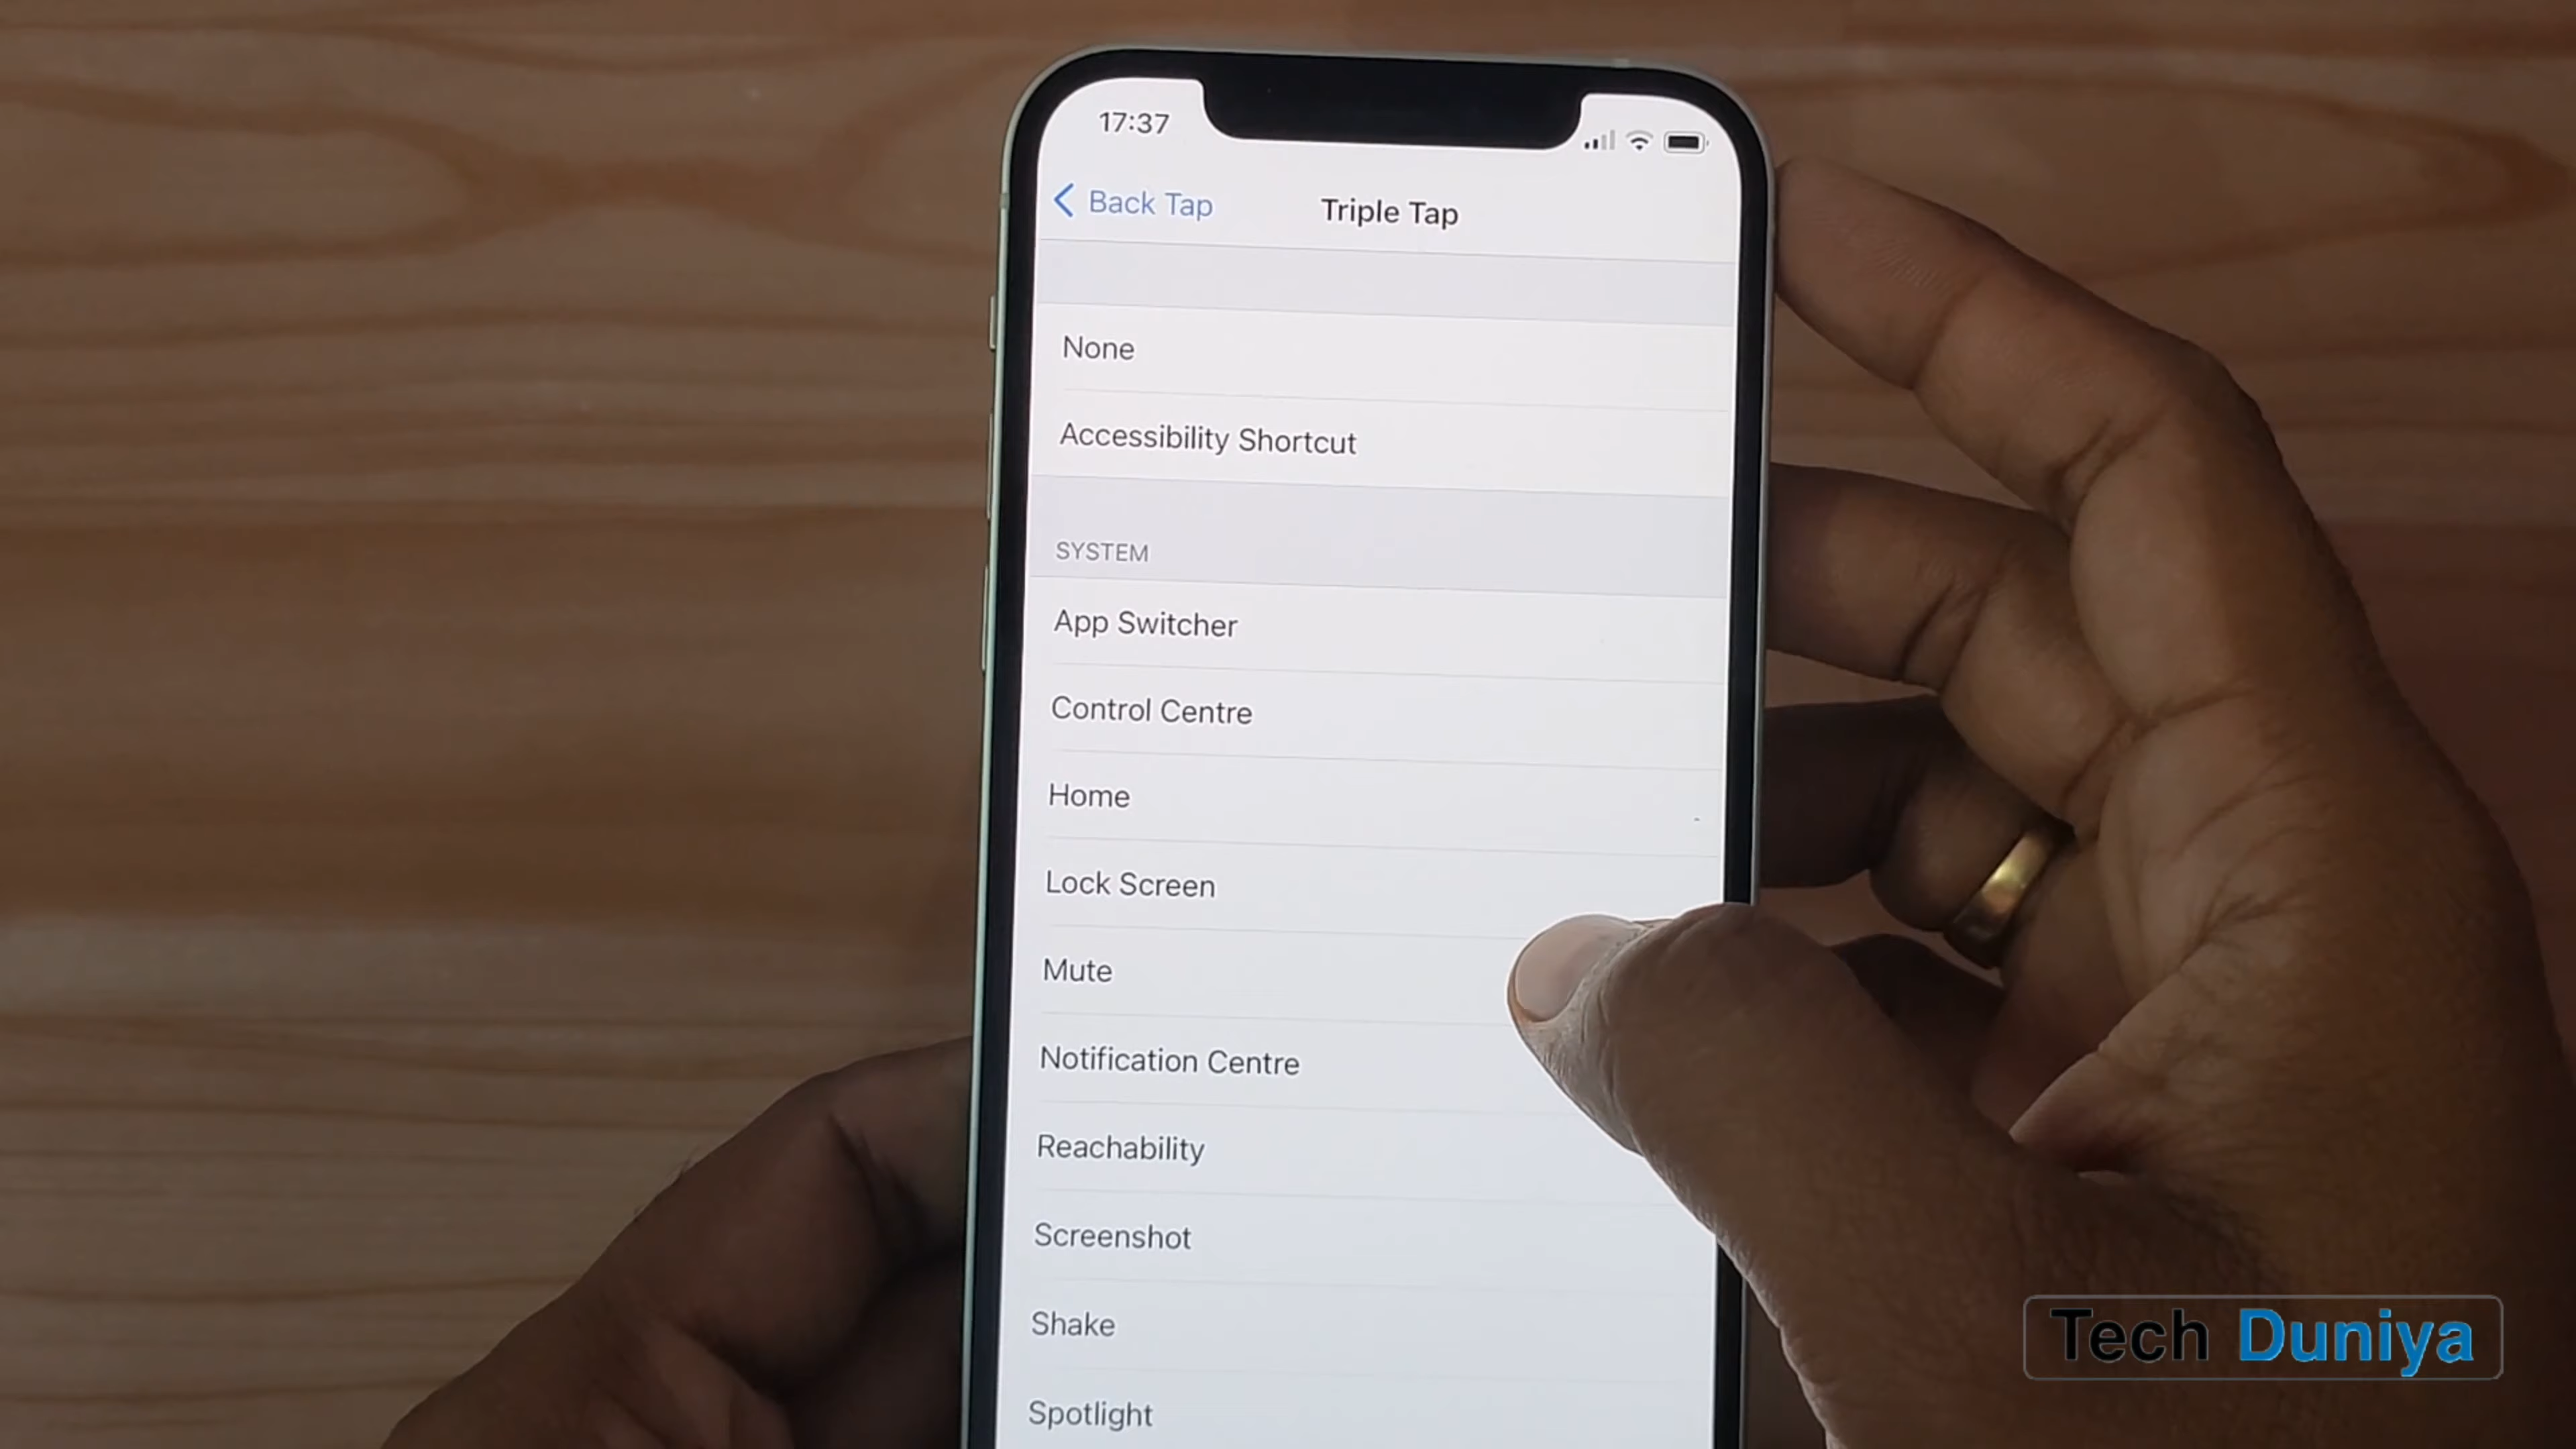 17:37
Back Tap
Triple Tap
None
Accessibility Shortcut
SYSTEM
App Switcher
Control Centre
Home
Lock Screen
Mute
Notification Centre
Reachability
Screenshot
Shake
Spotlight
Tech Duniya